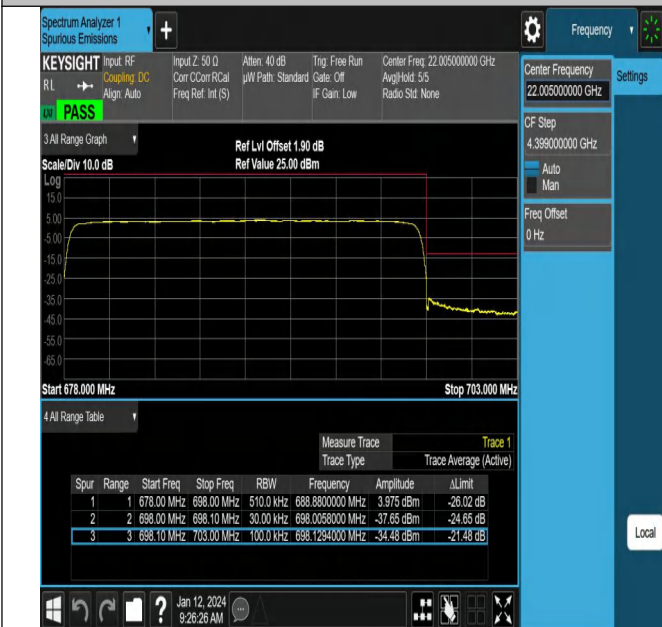 Spectrum Analyzer 1
Spurious Emissions
Frequency
KEYSIGHT
RL
PASS
Input: RF
Coupling: DC
Align: Auto
Input Z: 50 Ω
Corr CCorr RCal
Freq Ref: Int (S)
Atten: 40 dB
µW Path: Standard
Trig: Free Run
Gate: Off
IF Gain: Low
Center Freq: 22.005000000 GHz
Avg|Hold: 5/5
Radio Std: None
Center Frequency
22.005000000 GHz
Settings
CF Step
4.399000000 GHz
Auto
Man
Freq Offset
0 Hz
3 All Range Graph
Scale/Div 10.0 dB
Ref Lvl Offset 1.90 dB
Ref Value 25.00 dBm
Log
15.0
5.00
-5.00
-15.0
-25.0
-35.0
-45.0
-55.0
-65.0
Start 678.000 MHz Stop 703.000 MHz
4 All Range Table
Measure Trace Trace 1
Trace Type Trace Average (Active)
Spur Range Start Freq Stop Freq RBW Frequency Amplitude ΔLimit
1 1 678.00 MHz 698.00 MHz 510.0 kHz 688.8800000 MHz 3.975 dBm -26.02 dB
2 2 698.00 MHz 698.10 MHz 30.00 kHz 698.0058000 MHz -37.65 dBm -24.65 dB
3 3 698.10 MHz 703.00 MHz 100.0 kHz 698.1294000 MHz -34.48 dBm -21.48 dB
Local
Jan 12, 2024
9:26:26 AM